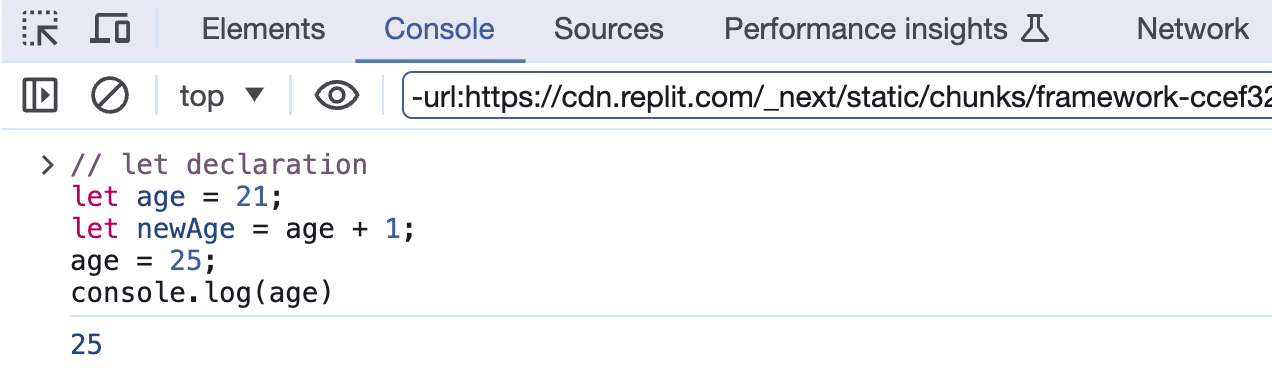 Elements Console Sources Performance insights Network
top -url:https://cdn.replit.com/_next/static/chunks/framework-ccef32
> // let declaration
let age = 21;
let newAge = age + 1;
age = 25;
console.log(age)
25